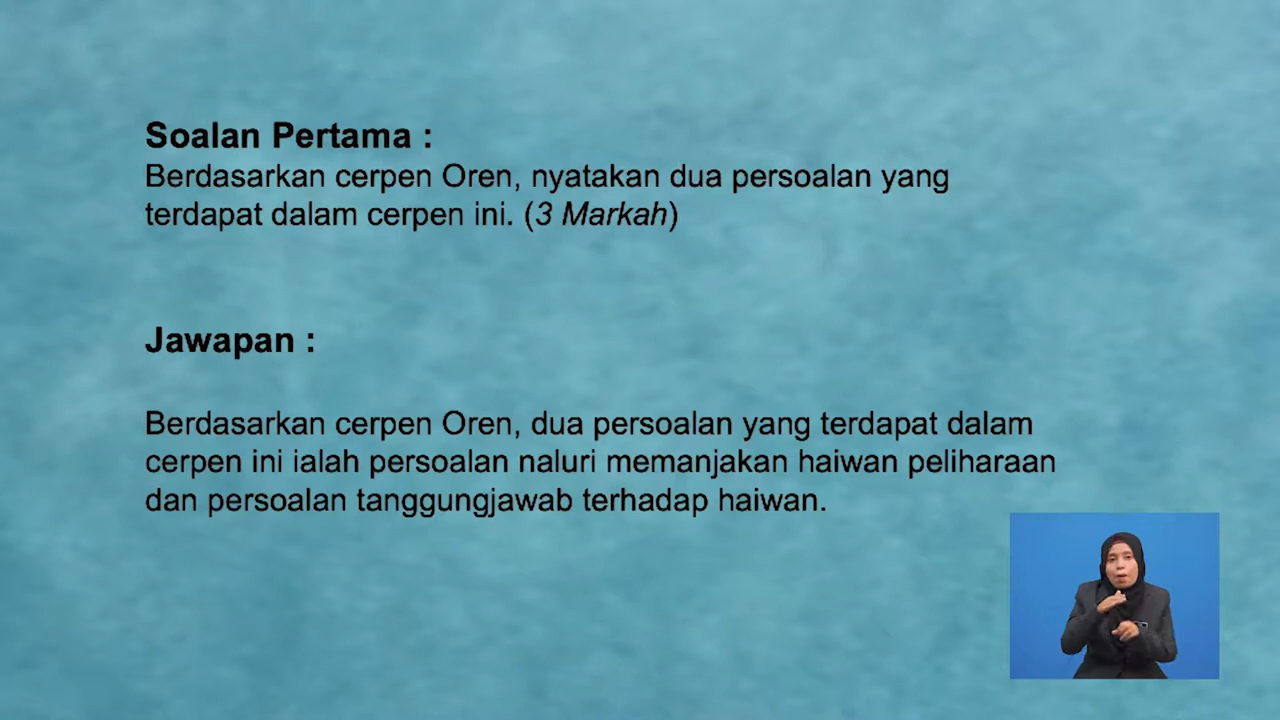 Soalan Pertama :
Berdasarkan cerpen Oren, nyatakan dua persoalan yang
terdapat dalam cerpen ini. (3 Markah)
Jawapan :
Berdasarkan cerpen Oren, dua persoalan yang terdapat dalam
cerpen ini ialah persoalan naluri memanjakan haiwan peliharaan
dan persoalan tanggungjawab terhadap haiwan.